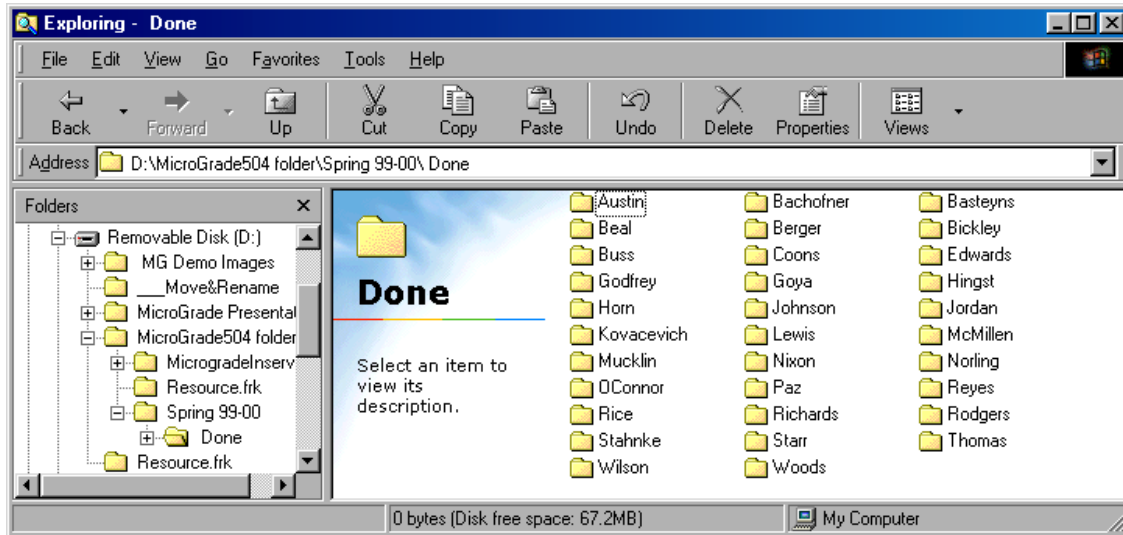 Exploring - Done
File Edit View Go Favorites Tools Help
Back Forward Up Cut Copy Paste Undo Delete Properties Views
Address D:\MicroGrade504 folder\Spring 99-00\ Done
Folders
Removable Disk (D:)
MG Demo Images
___Move&Rename
MicroGrade Presenta
MicroGrade504 folder
MicrogradeInserv
Resource.frk
Spring 99-00
Done
Resource.frk
Done
Select an item to
view its
description.
Austin Bachofner Basteyns
Beal Berger Bickley
Buss Coons Edwards
Godfrey Goya Hingst
Horn Johnson Jordan
Kovacevich Lewis McMillen
Mucklin Nixon Norling
OConnor Paz Reyes
Rice Richards Rodgers
Stahnke Starr Thomas
Wilson Woods
0 bytes (Disk free space: 67.2MB) My Computer